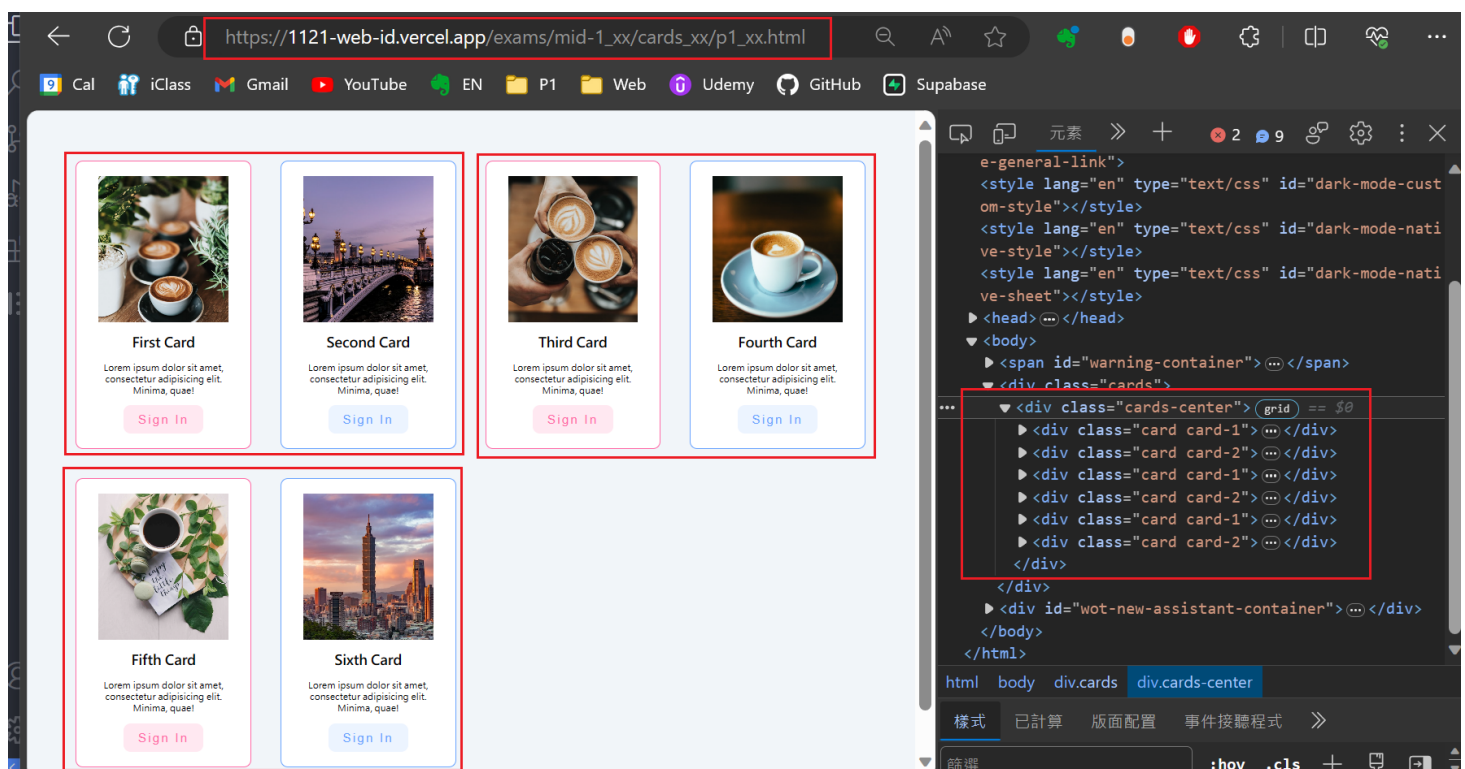 https://1121-web-id.vercel.app/exams/mid-1_xx/cards_xx/p1_xx.html
9 Cal iClass Gmail YouTube EN P1 Web Udemy GitHub Supabase
元素 2 9
e-general-link">
<style lang="en" type="text/css" id="dark-mode-cust
om-style"></style>
<style lang="en" type="text/css" id="dark-mode-nati
ve-style"></style>
<style lang="en" type="text/css" id="dark-mode-nati
ve-sheet"></style>
<head>…</head>
<body>
<span id="warning-container">…</span>
<div class="cards">
<div class="cards-center"> grid == $0
<div class="card card-1">…</div>
<div class="card card-2">…</div>
<div class="card card-1">…</div>
<div class="card card-2">…</div>
<div class="card card-1">…</div>
<div class="card card-2">…</div>
</div>
</div>
<div id="wot-new-assistant-container">…</div>
</body>
</html>
html body div.cards div.cards-center
樣式 已計算 版面配置 事件接聽程式
篩選 :hov .cls
First Card
Lorem ipsum dolor sit amet,
consectetur adipisicing elit.
Minima, quae!
Sign In
Second Card
Lorem ipsum dolor sit amet,
consectetur adipisicing elit.
Minima, quae!
Sign In
Third Card
Lorem ipsum dolor sit amet,
consectetur adipisicing elit.
Minima, quae!
Sign In
Fourth Card
Lorem ipsum dolor sit amet,
consectetur adipisicing elit.
Minima, quae!
Sign In
Fifth Card
Lorem ipsum dolor sit amet,
consectetur adipisicing elit.
Minima, quae!
Sign In
Sixth Card
Lorem ipsum dolor sit amet,
consectetur adipisicing elit.
Minima, quae!
Sign In